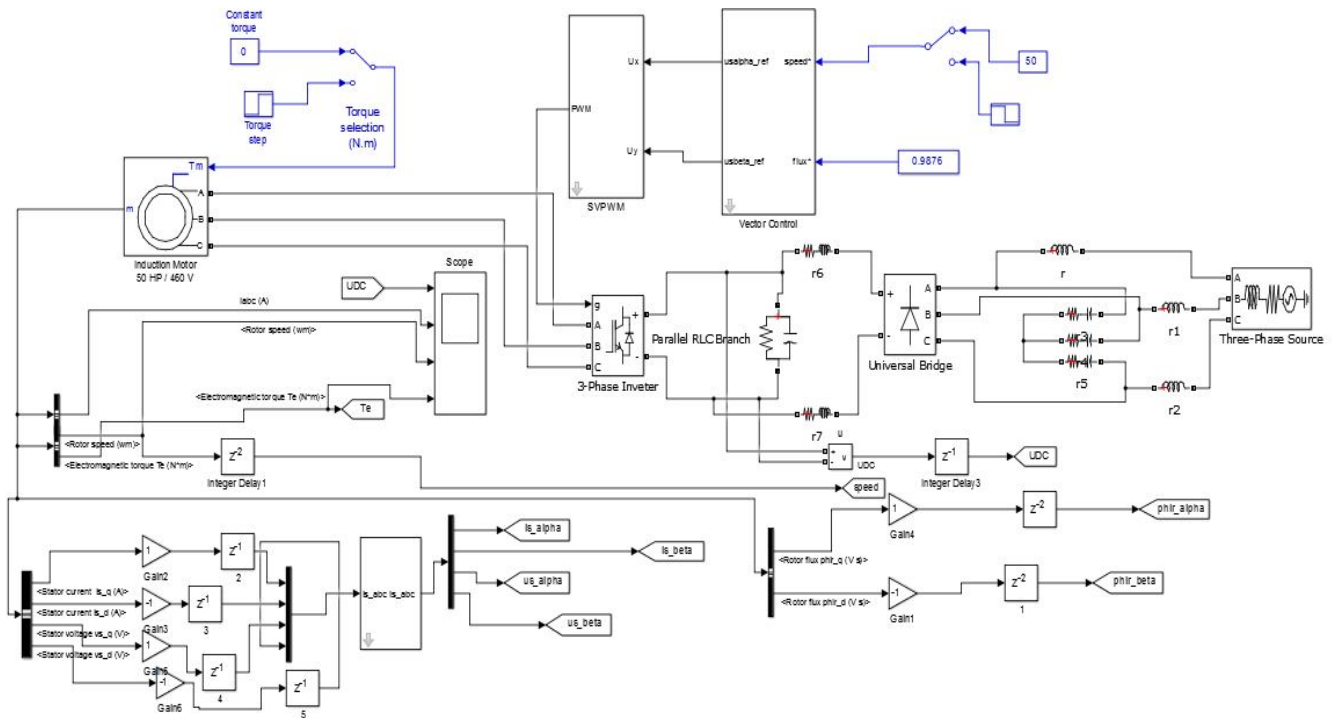 Constant
torque
0
Torque
step
Torque
selection
(N.m)
Ux
Uy
PWM
SVPWM
usalpha_ref
usbeta_ref
speed*
flux*
Vector Control
50
0.9876
Tm
m
A
B
C
Induction Motor
50 HP / 460 V
Scope
UDC
Iabc (A)
<Rotor speed (wm)>
<Electromagnetic torque Te (N*m)>
Te
<Rotor speed (wm)>
<Electromagnetic torque Te (N*m)>
z-2
Integer Delay1
speed
g
A
B
C
+
-
3-Phase Inveter
Parallel RLC Branch
r6
r7
+
-
A
B
C
Universal Bridge
r
r1
r2
r3
r4
r5
A
B
C
Three-Phase Source
U
+
-
v
UDC
z-1
Integer Delay3
UDC
<Stator current is_q (A)>
<Stator current is_d (A)>
<Stator voltage vs_q (V)>
<Stator voltage vs_d (V)>
1
Gain2
-1
Gain3
1
Gain5
-1
Gain6
z-1
2
z-1
3
z-1
4
z-1
5
is_abc is_abc
is_alpha
is_beta
us_alpha
us_beta
<Rotor flux phir_q (V s)>
<Rotor flux phir_d (V s)>
1
Gain4
-1
Gain1
z-2
z-2
1
phir_alpha
phir_beta